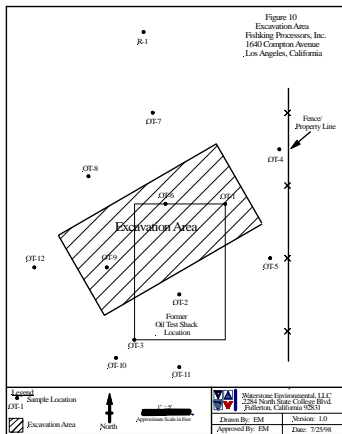 Figure 10
Excavation Area
Fishking Processors, Inc.
1640 Compton Avenue
Los Angeles, California
R-1
OT-7
Fence/
Property Line
OT-4
OT-8
OT-6
OT-1
Excavation Area
OT-12
OT-9
OT-5
OT-2
Former
Oil Test Shack
Location
OT-3
OT-10
OT-11
Legend
Sample Location
OT-1
Excavation Area
North
1" = 5'
Approximate Scale in Feet
Waterstone Environmental, LLC
2284 North State College Blvd.
Fullerton, California 92831
Drawn By: EM
Version: 1.0
Approved By: EM
Date: 7/25/98